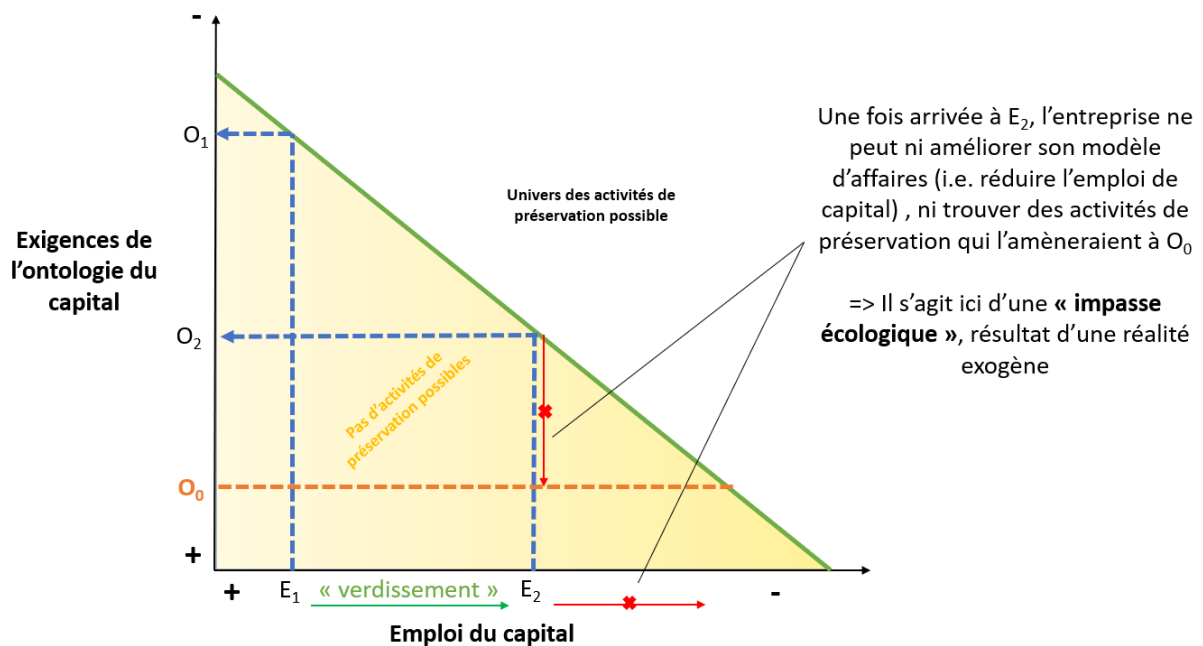 -
O1
Exigences de
l’ontologie du
capital
O2
O0
+
Univers des activités de
préservation possible
Pas d’activités de
préservation possibles
Une fois arrivée à E2, l’entreprise ne
peut ni améliorer son modèle
d’affaires (i.e. réduire l’emploi de
capital) , ni trouver des activités de
préservation qui l’amèneraient à O0
=> Il s’agit ici d’une « impasse
écologique », résultat d’une réalité
exogène
+ E1 « verdissement » E2 -
Emploi du capital